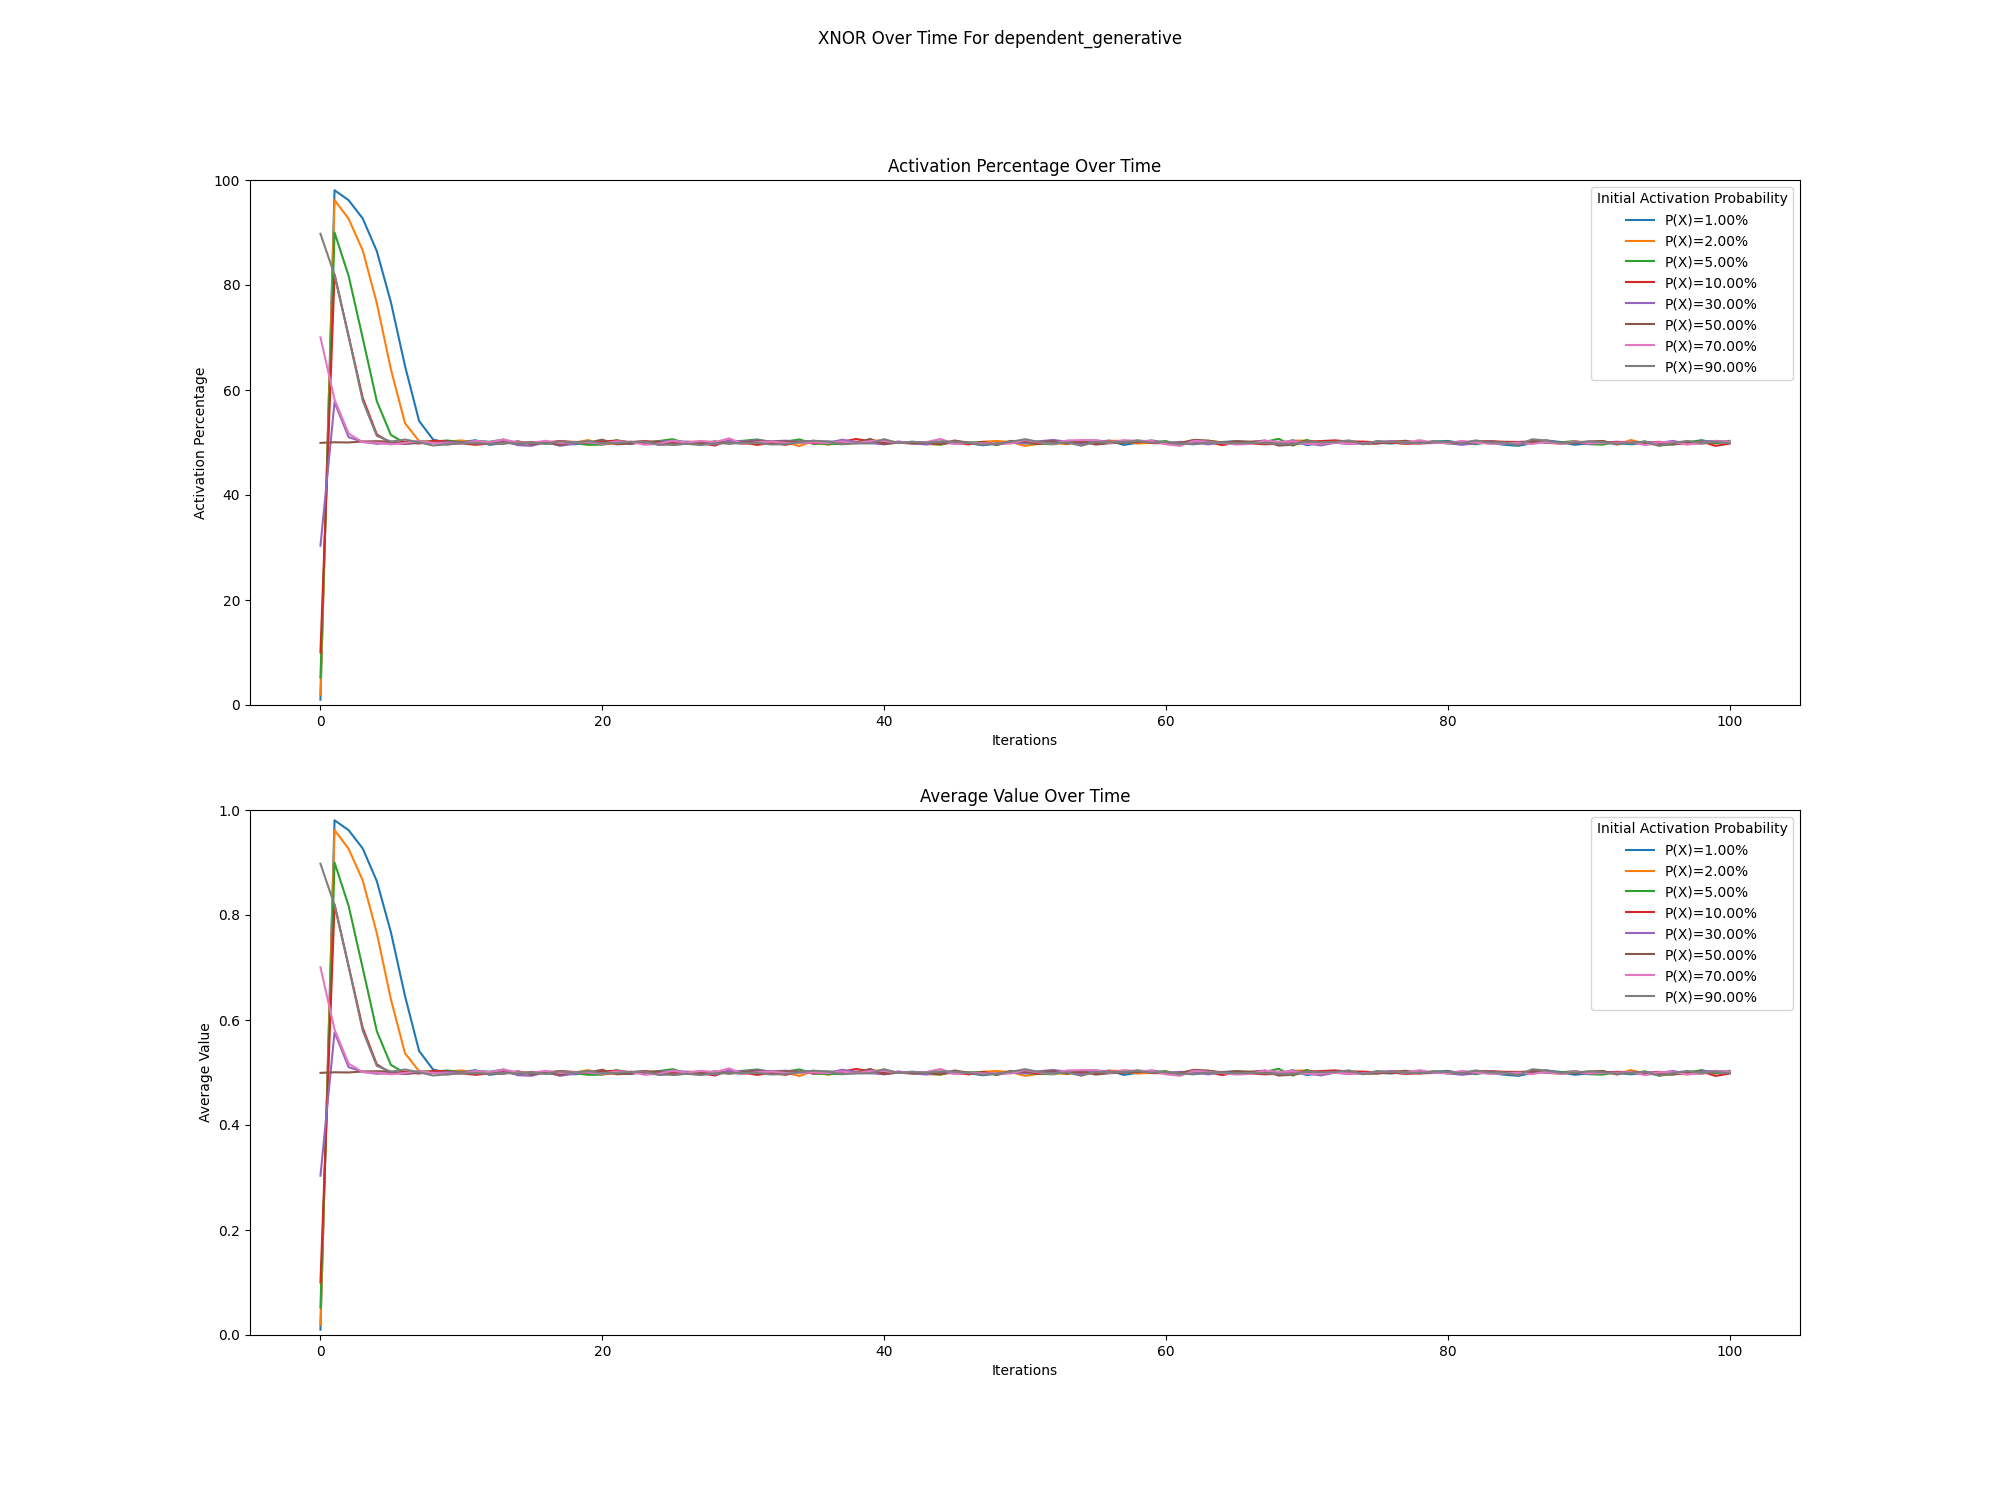 XNOR Over Time For dependent_generative
Activation Percentage Over Time
Activation Percentage
100
80
60
40
20
0
Initial Activation Probability
P(X)=1.00%
P(X)=2.00%
P(X)=5.00%
P(X)=10.00%
P(X)=30.00%
P(X)=50.00%
P(X)=70.00%
P(X)=90.00%
0 20 40 60 80 100
Iterations
Average Value Over Time
Average Value
1.0
0.8
0.6
0.4
0.2
0.0
Initial Activation Probability
P(X)=1.00%
P(X)=2.00%
P(X)=5.00%
P(X)=10.00%
P(X)=30.00%
P(X)=50.00%
P(X)=70.00%
P(X)=90.00%
0 20 40 60 80 100
Iterations